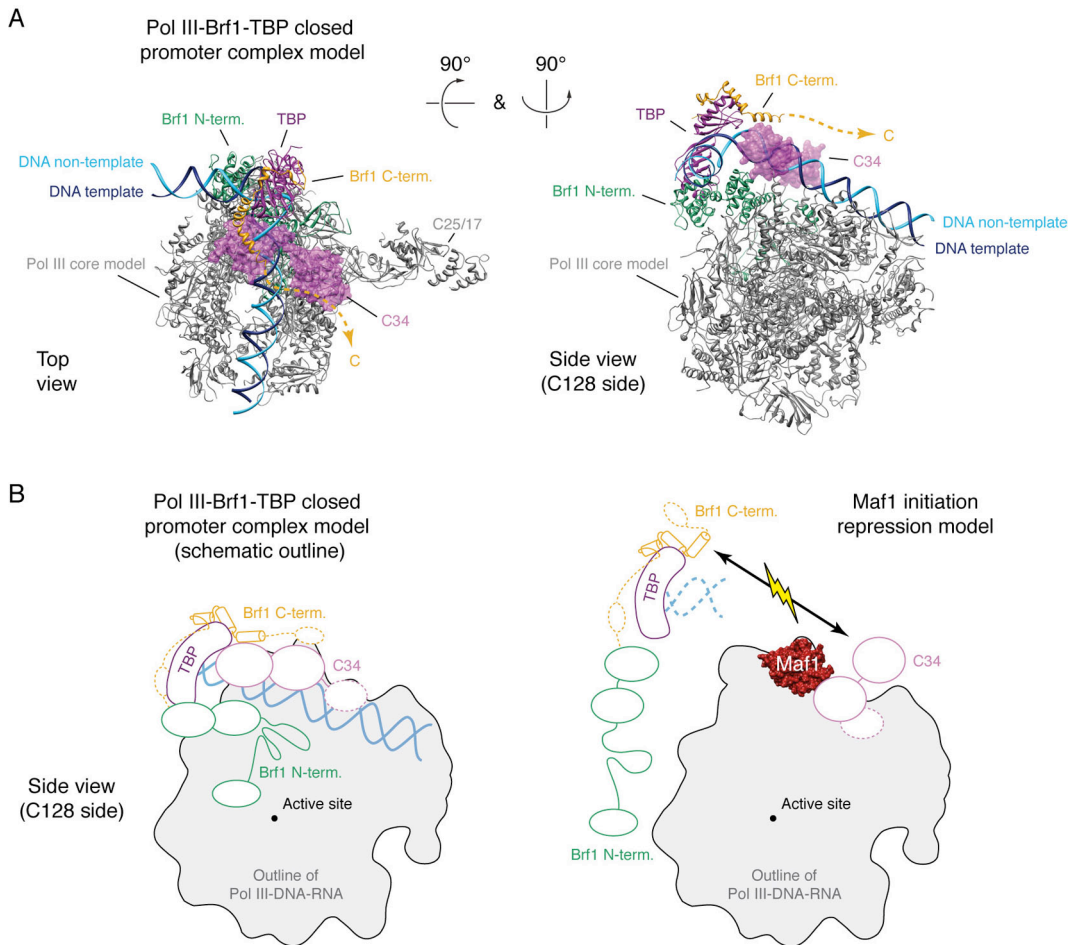 A
Pol III-Brf1-TBP closed
promoter complex model
90°
&
90°
Brf1 N-term.
TBP
DNA non-template
DNA template
Brf1 C-term.
C25/17
Pol III core model
C34
C
Top
view
Brf1 C-term.
TBP
C
C34
Brf1 N-term.
DNA non-template
DNA template
Pol III core model
Side view
(C128 side)
B
Pol III-Brf1-TBP closed
promoter complex model
(schematic outline)
Brf1 C-term.
TBP
C34
Brf1 N-term.
Side view
(C128 side)
Active site
Outline of
Pol III-DNA-RNA
Maf1 initiation
repression model
Brf1 C-term.
TBP
Maf1
C34
Active site
Brf1 N-term.
Outline of
Pol III-DNA-RNA